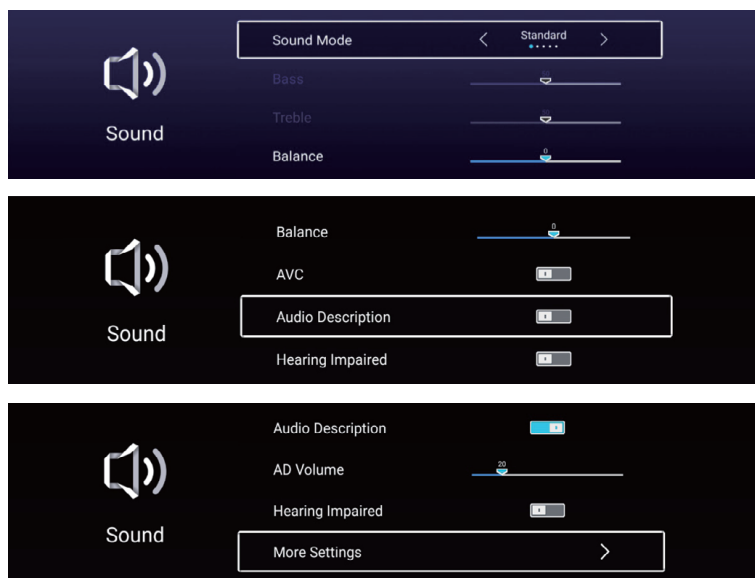 Sound Mode
Standard
Bass
Treble
Sound
Balance
0
Balance
0
AVC
Audio Description
Sound
Hearing Impaired
Audio Description
AD Volume
20
Hearing Impaired
Sound
More Settings